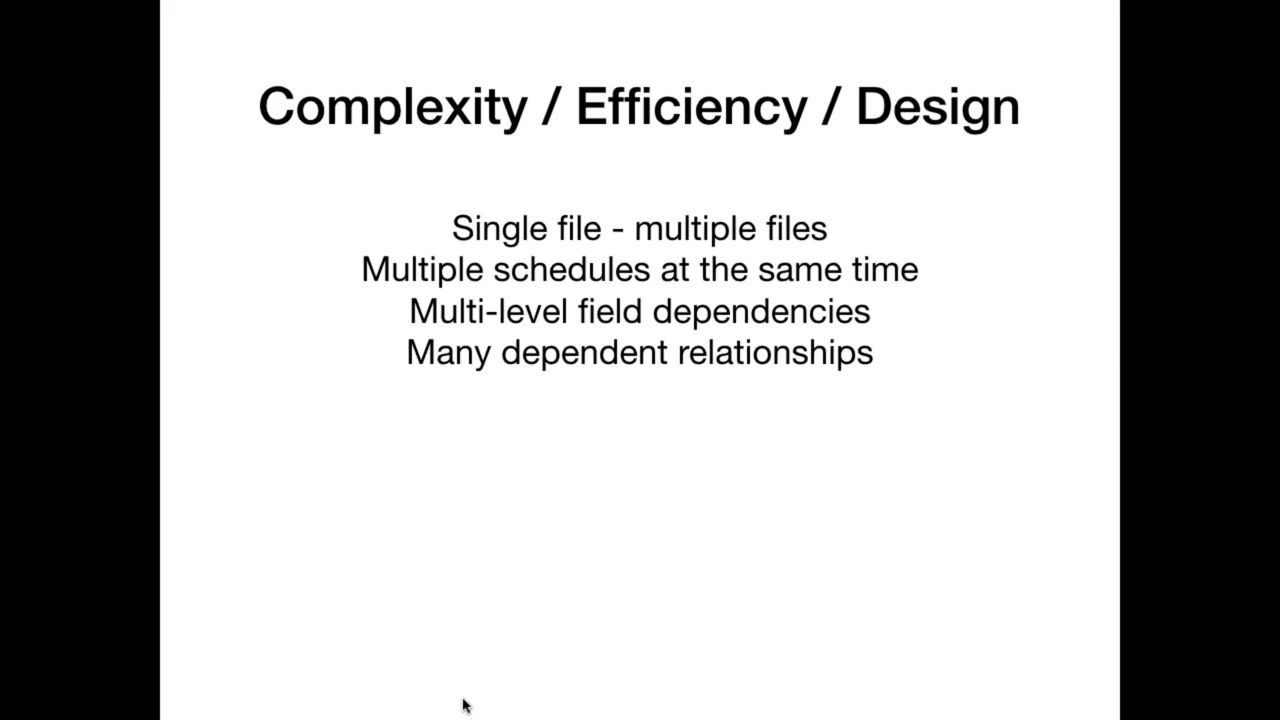 Complexity / Efficiency / Design
Single file - multiple files
Multiple schedules at the same time
Multi-level field dependencies
Many dependent relationships